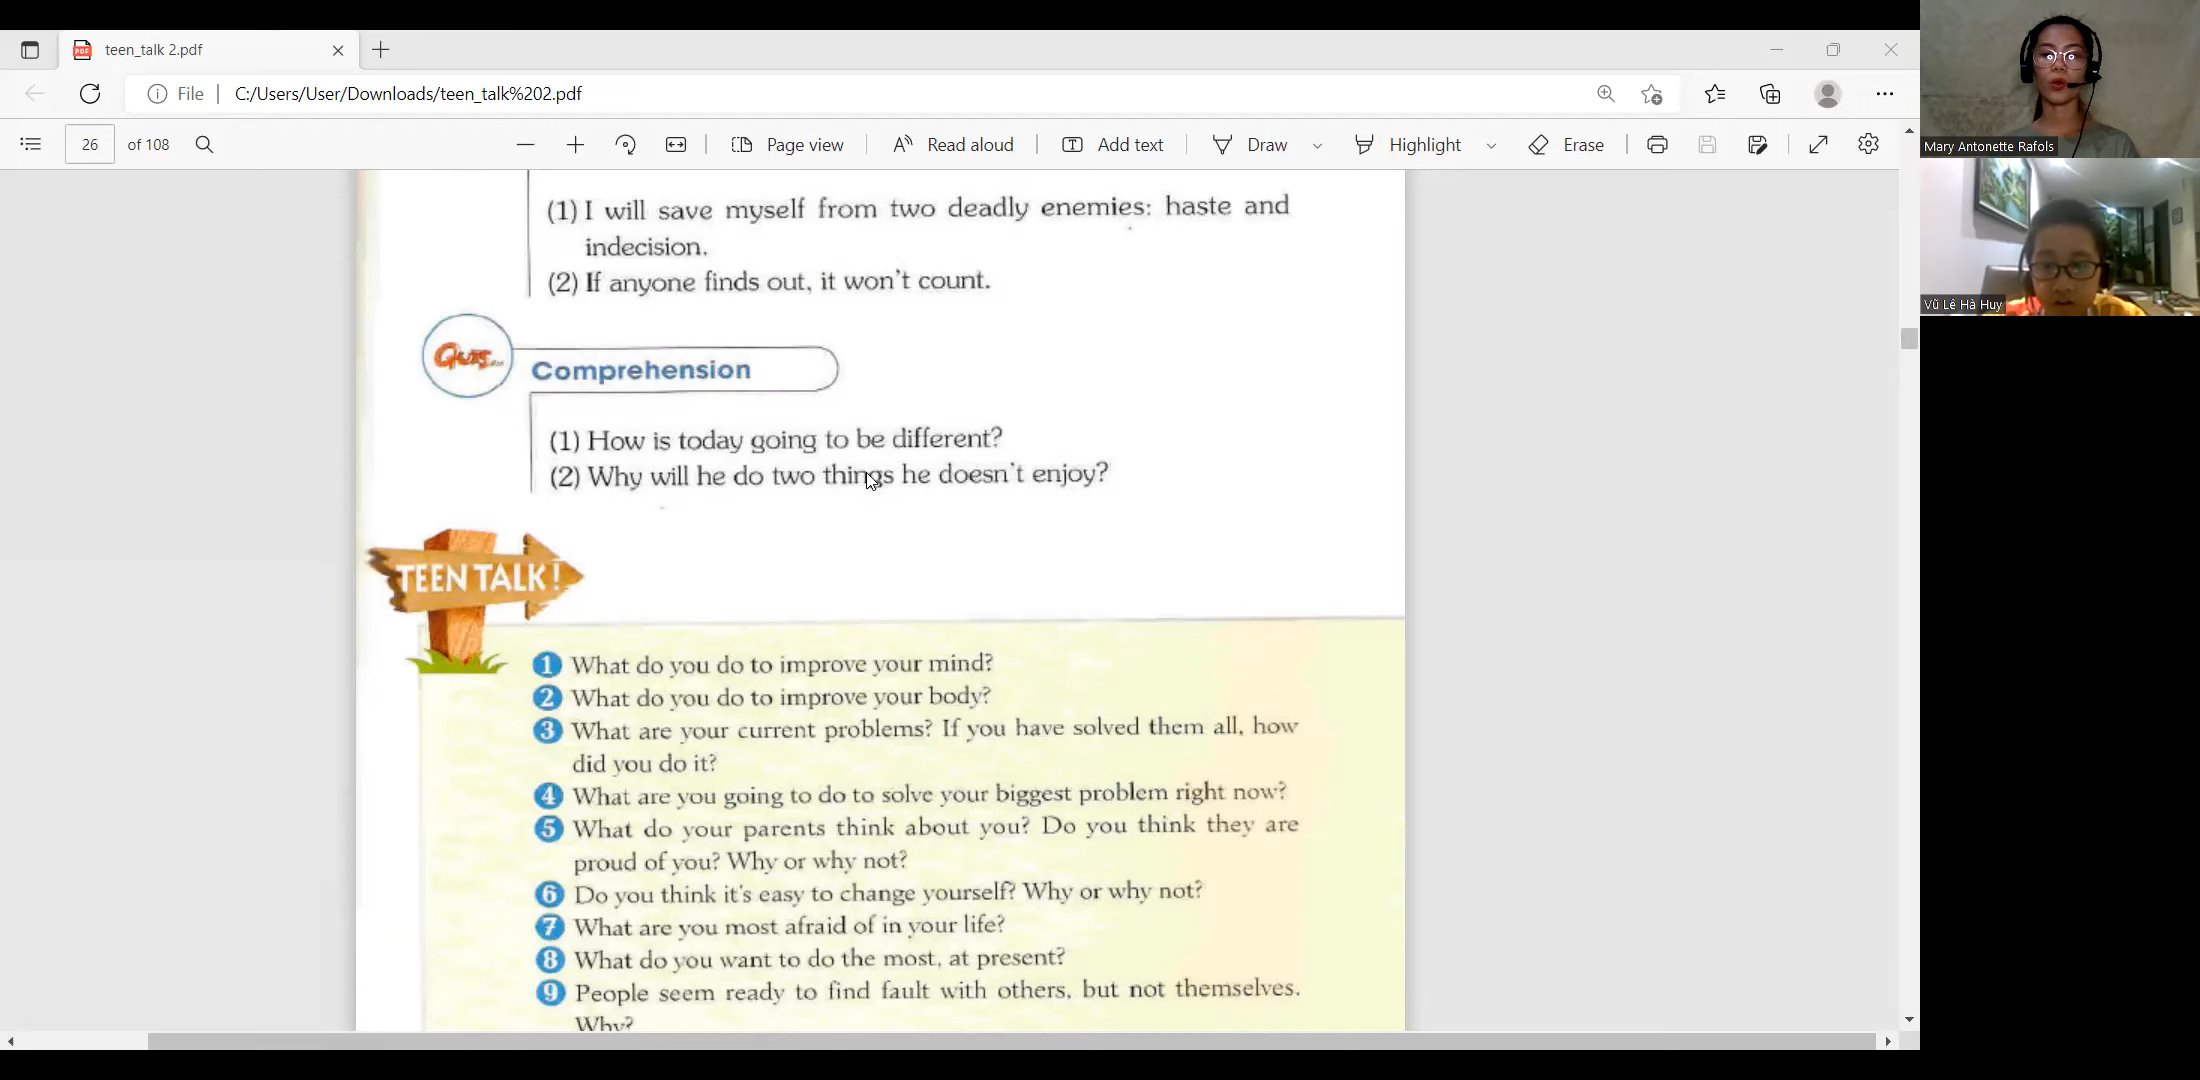 teen_talk 2.pdf
File
C:/Users/User/Downloads/teen_talk%202.pdf
26 of 108
Page view
Read aloud
Add text
Draw
Highlight
Erase
(1) I will save myself from two deadly enemies: haste and
indecision.
(2) If anyone finds out, it won't count.
Comprehension
(1) How is today going to be different?
(2) Why will he do two things he doesn't enjoy?
TEEN TALK!
1 What do you do to improve your mind?
2 What do you do to improve your body?
3 What are your current problems? If you have solved them all, how
did you do it?
4 What are you going to do to solve your biggest problem right now?
5 What do your parents think about you? Do you think they are
proud of you? Why or why not?
6 Do you think it's easy to change yourself? Why or why not?
7 What are you most afraid of in your life?
8 What do you want to do the most, at present?
9 People seem ready to find fault with others, but not themselves.
Why?
Mary Antonette Rafols
Vũ Lê Hà Huy